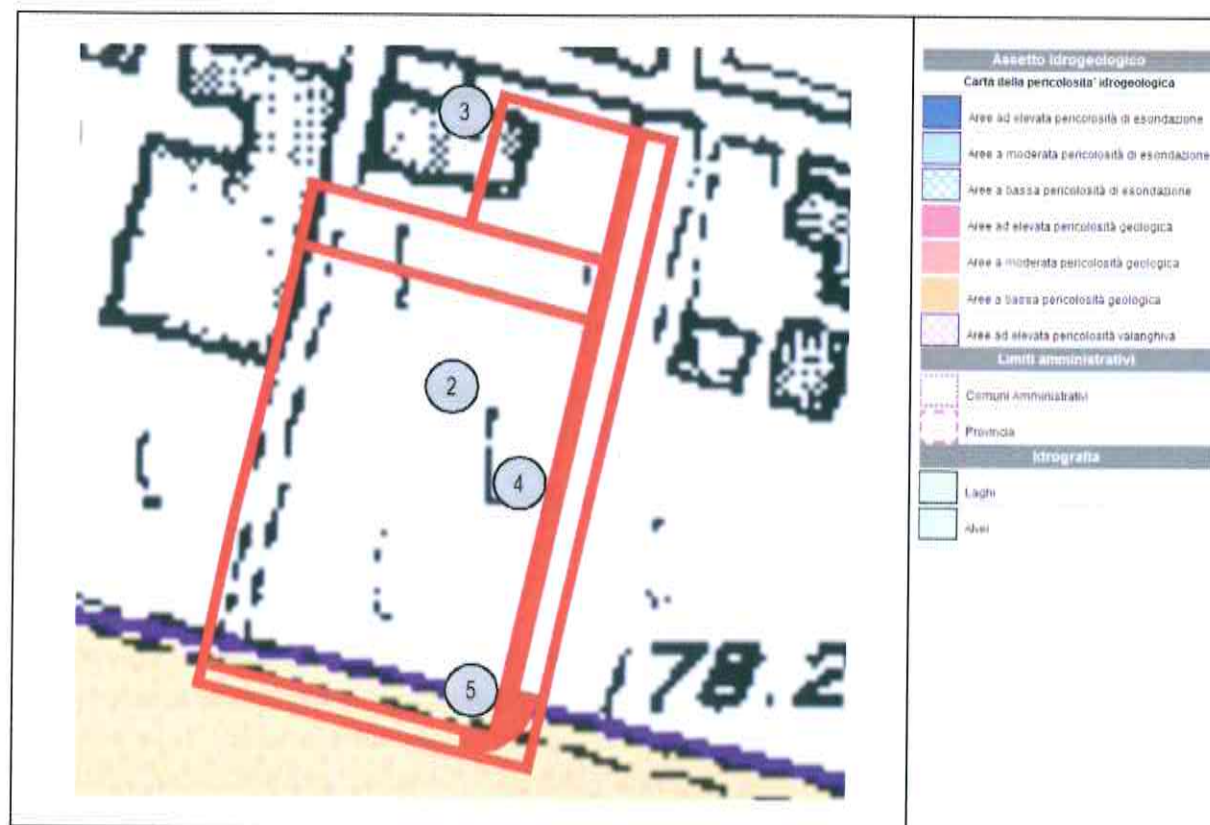 3
2
4
5
78.2
Assetto idrogeologico
Carta della pericolosita' idrogeologica
Aree ad elevata pericolosità di esondazione
Aree a moderata pericolosità di esondazione
Aree a bassa pericolosità di esondazione
Aree ad elevata pericolosità geologica
Aree a moderata pericolosità geologica
Aree a bassa pericolosità geologica
Aree ad elevata pericolosità valanghiva
Limiti amministrativi
Comuni Amministrativi
Provincia
Idrografia
Laghi
Alvei